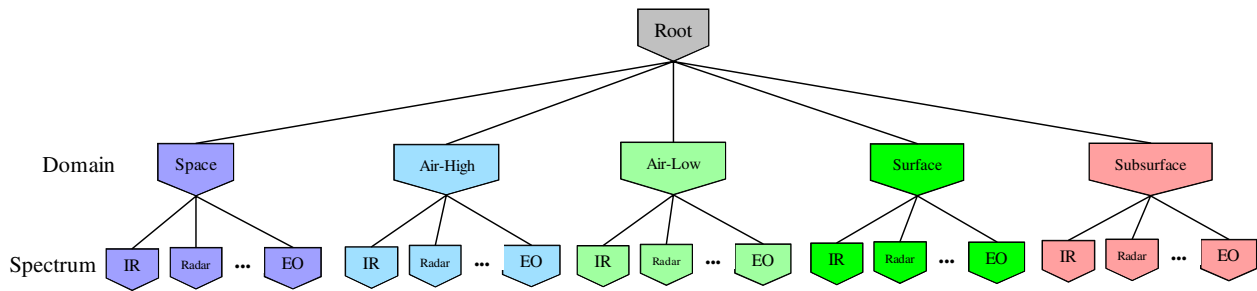 Root
Domain Space Air-High Air-Low Surface Subsurface
Spectrum IR Radar ... EO IR Radar ... EO IR Radar ... EO IR Radar ... EO IR Radar ... EO